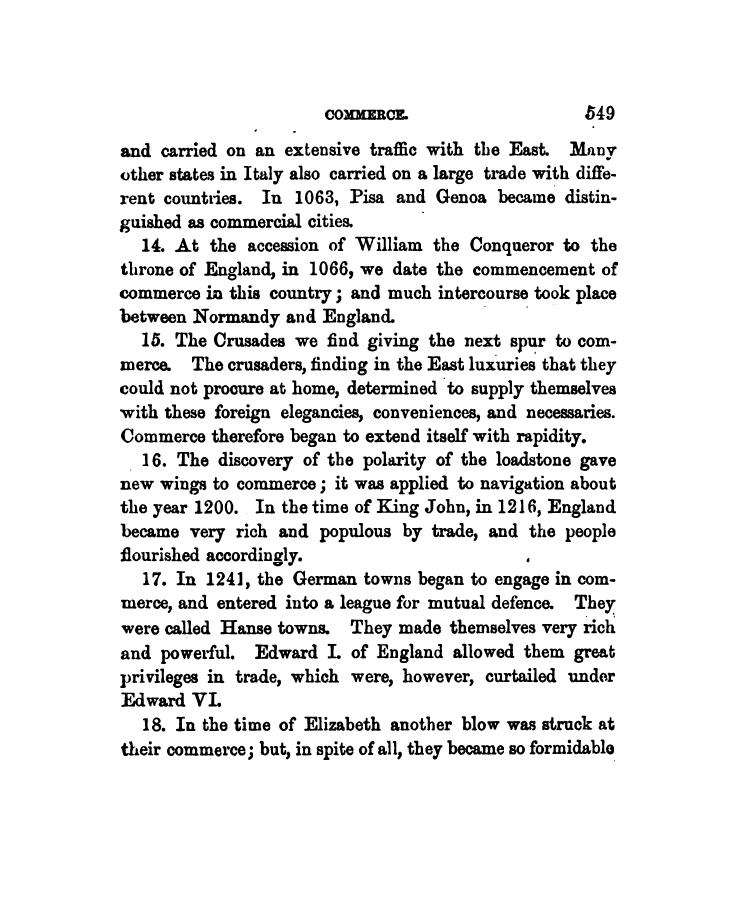 COMMERCE. 549
and carried on an extensive traffic with the East. Many
other states in Italy also carried on a large trade with diffe-
rent countries. In 1063, Pisa and Genoa became distin-
guished as commercial cities.
14. At the accession of William the Conqueror to the
throne of England, in 1066, we date the commencement of
commerce in this country; and much intercourse took place
between Normandy and England.
15. The Crusades we find giving the next spur to com-
merce. The crusaders, finding in the East luxuries that they
could not procure at home, determined to supply themselves
with these foreign elegancies, conveniences, and necessaries.
Commerce therefore began to extend itself with rapidity.
16. The discovery of the polarity of the loadstone gave
new wings to commerce; it was applied to navigation about
the year 1200. In the time of King John, in 1216, England
became very rich and populous by trade, and the people
flourished accordingly.
17. In 1241, the German towns began to engage in com-
merce, and entered into a league for mutual defence. They
were called Hanse towns. They made themselves very rich
and powerful. Edward I. of England allowed them great
privileges in trade, which were, however, curtailed under
Edward VI.
18. In the time of Elizabeth another blow was struck at
their commerce; but, in spite of all, they became so formidable